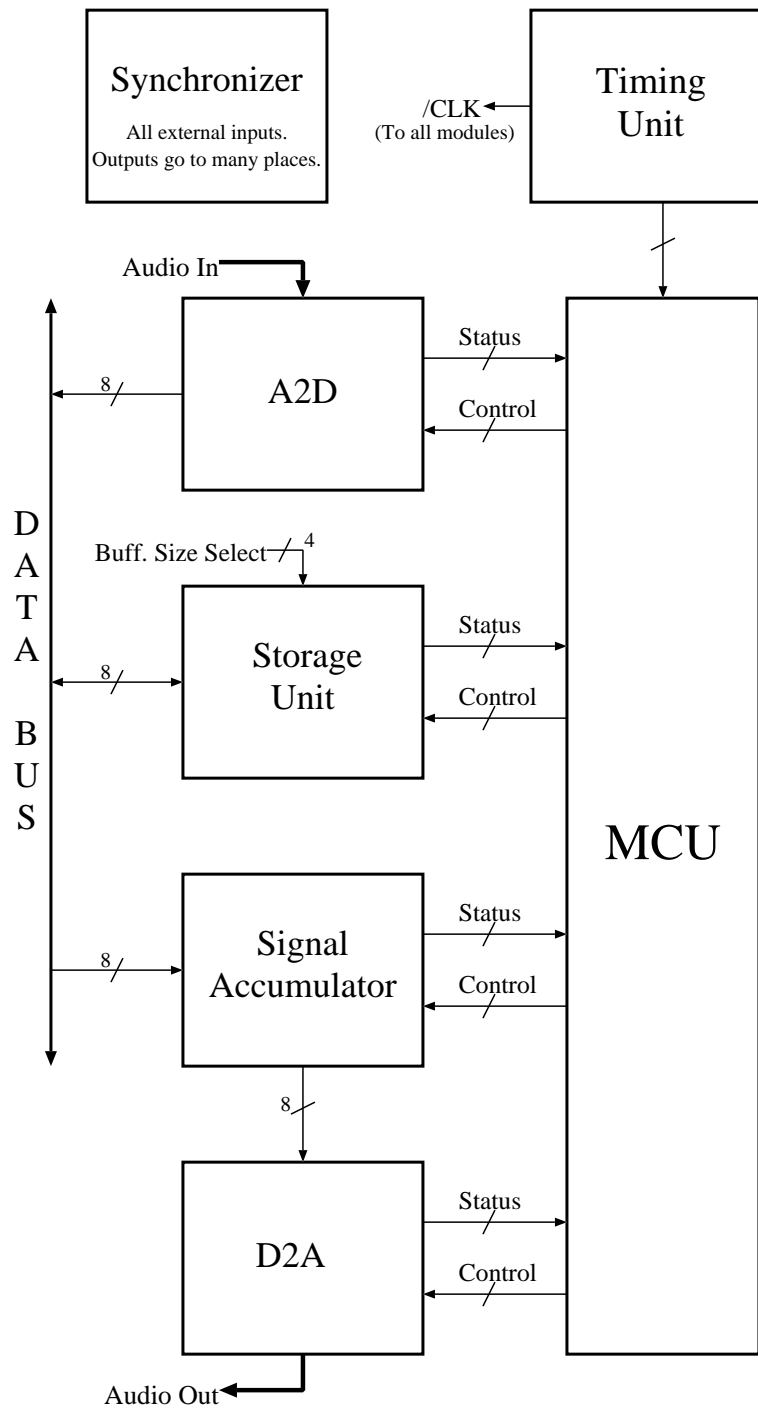 Synchronizer
All external inputs.
Outputs go to many places.
/CLK
(To all modules)
Timing
Unit
Audio In
8
A2D
Status
Control
DATA BUS
Buff. Size Select
4
8
Storage
Unit
Status
Control
MCU
8
Signal
Accumulator
Status
Control
8
D2A
Status
Control
Audio Out